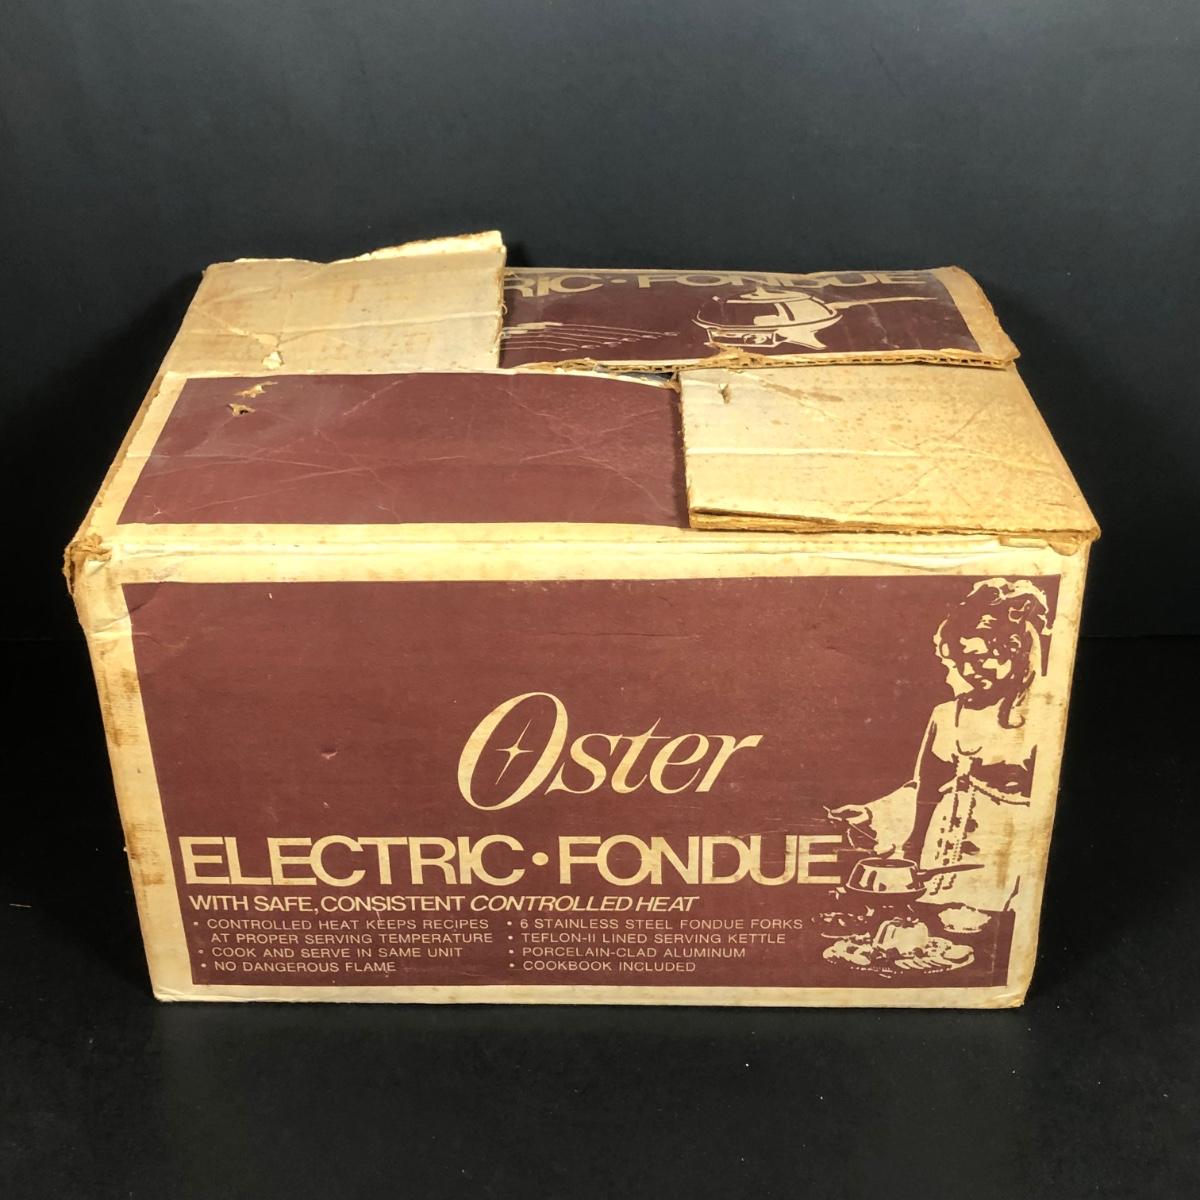 RIC • FONDUE
Oster
ELECTRIC • FONDUE
WITH SAFE, CONSISTENT CONTROLLED HEAT
• CONTROLLED HEAT KEEPS RECIPES
AT PROPER SERVING TEMPERATURE
• COOK AND SERVE IN SAME UNIT
• NO DANGEROUS FLAME
• 6 STAINLESS STEEL FONDUE FORKS
• TEFLON-II LINED SERVING KETTLE
• PORCELAIN-CLAD ALUMINUM
• COOKBOOK INCLUDED